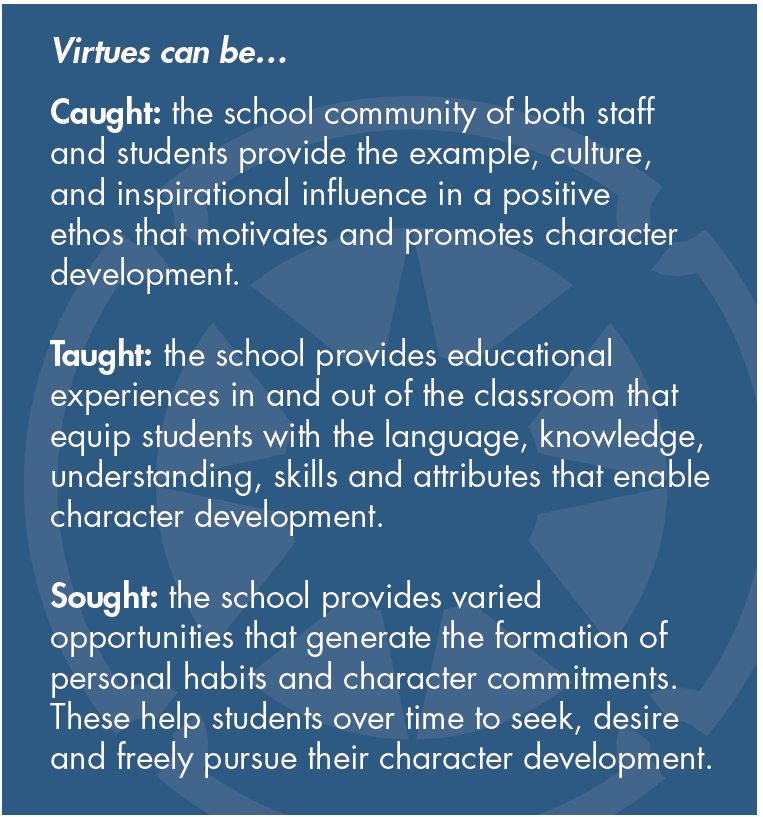 Virtues can be...
Caught: the school community of both staff
and students provide the example, culture,
and inspirational influence in a positive
ethos that motivates and promotes character
development.
Taught: the school provides educational
experiences in and out of the classroom that
equip students with the language, knowledge,
understanding, skills and attributes that enable
character development.
Sought: the school provides varied
opportunities that generate the formation of
personal habits and character commitments.
These help students over time to seek, desire
and freely pursue their character development.